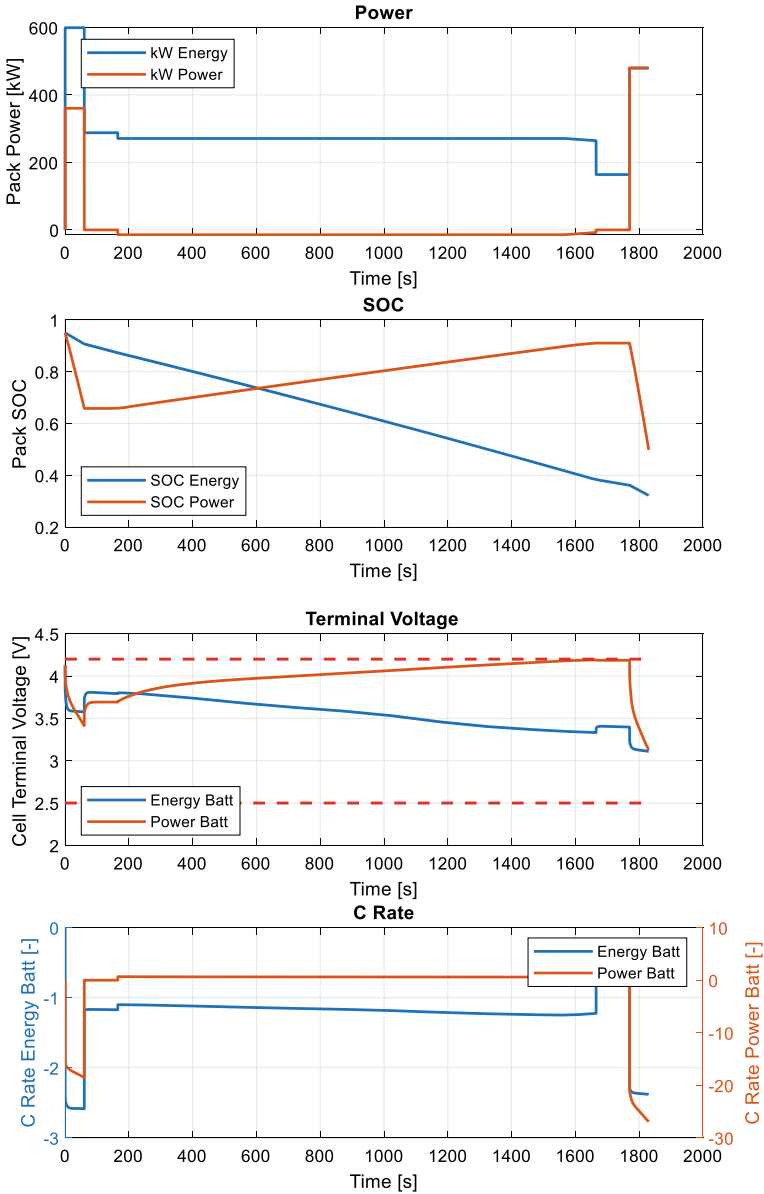 Power
Pack Power [kW]
600
400
200
0
kW Energy
kW Power
0 200 400 600 800 1000 1200 1400 1600 1800 2000
Time [s]
SOC
Pack SOC
1
0.8
0.6
0.4
0.2
SOC Energy
SOC Power
0 200 400 600 800 1000 1200 1400 1600 1800 2000
Time [s]
Terminal Voltage
Cell Terminal Voltage [V]
4.5
4
3.5
3
2.5
2
Energy Batt
Power Batt
0 200 400 600 800 1000 1200 1400 1600 1800 2000
Time [s]
C Rate
C Rate Energy Batt [-]
0
-1
-2
-3
Energy Batt
Power Batt
10
0
-10
-20
-30
C Rate Power Batt [-]
0 200 400 600 800 1000 1200 1400 1600 1800 2000
Time [s]